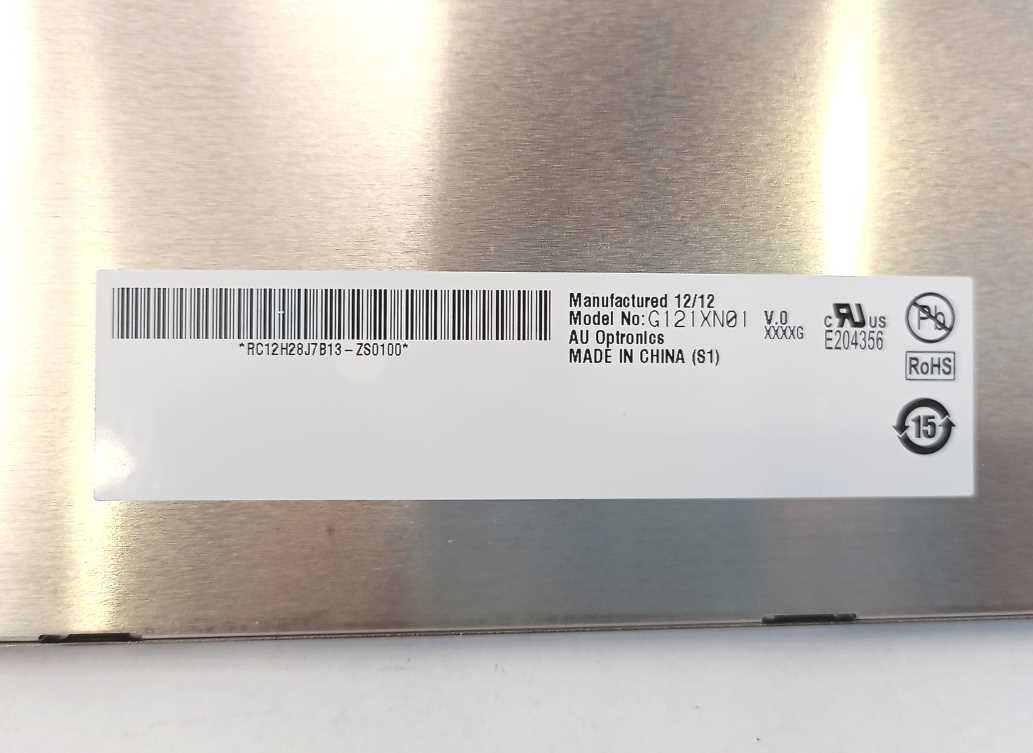 *RC12H28J7B13-ZS0100*
Manufactured 12/12
Model No:G121XN01 V.0
XXXXG
AU Optronics
MADE IN CHINA (S1)
c RU US
E204356
Pb
RoHS
15